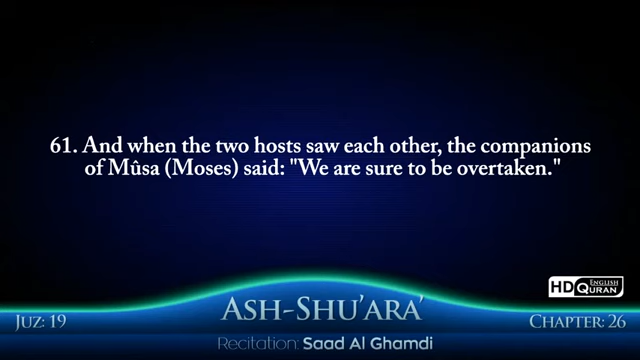 61. And when the two hosts saw each other, the companions
of Mûsa (Moses) said: "We are sure to be overtaken."
HD ENGLISH QURAN
ASH-SHU'ARA'
JUZ: 19
CHAPTER: 26
Recitation: Saad Al Ghamdi